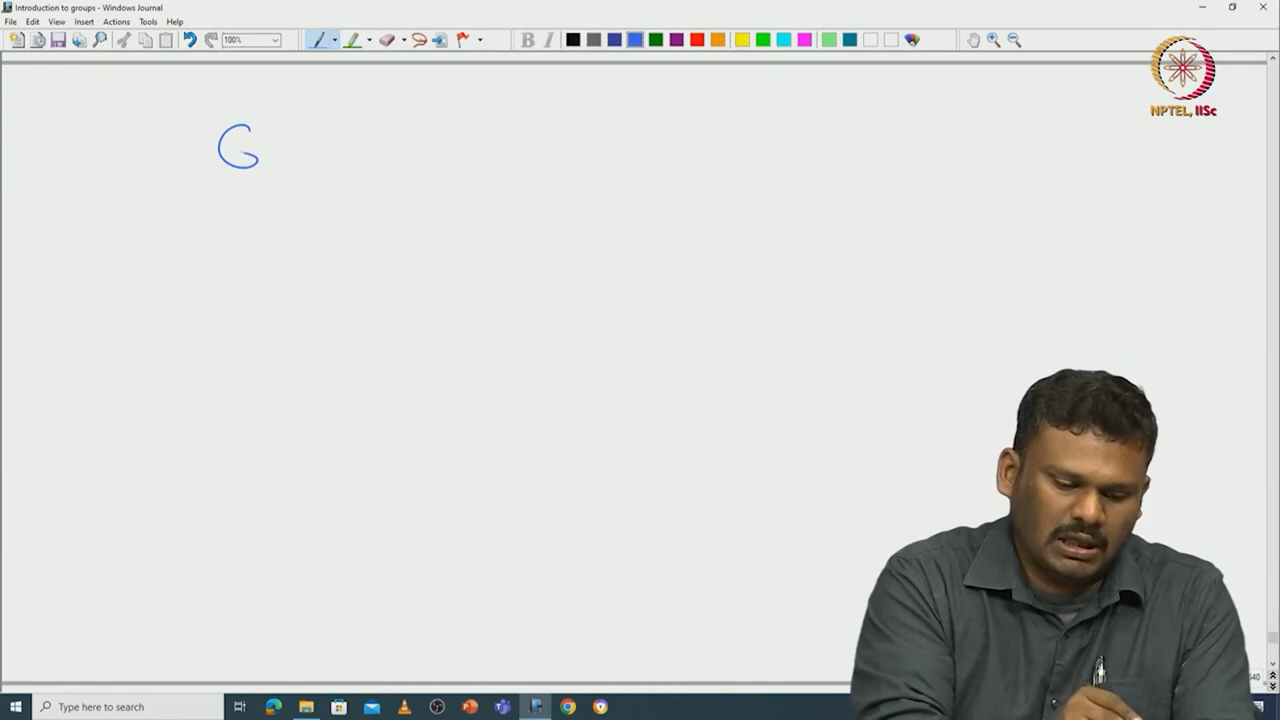 Introduction to groups - Windows Journal
File Edit View Insert Actions Tools Help
100% B I
NPTEL, IISc
G
640
Type here to search